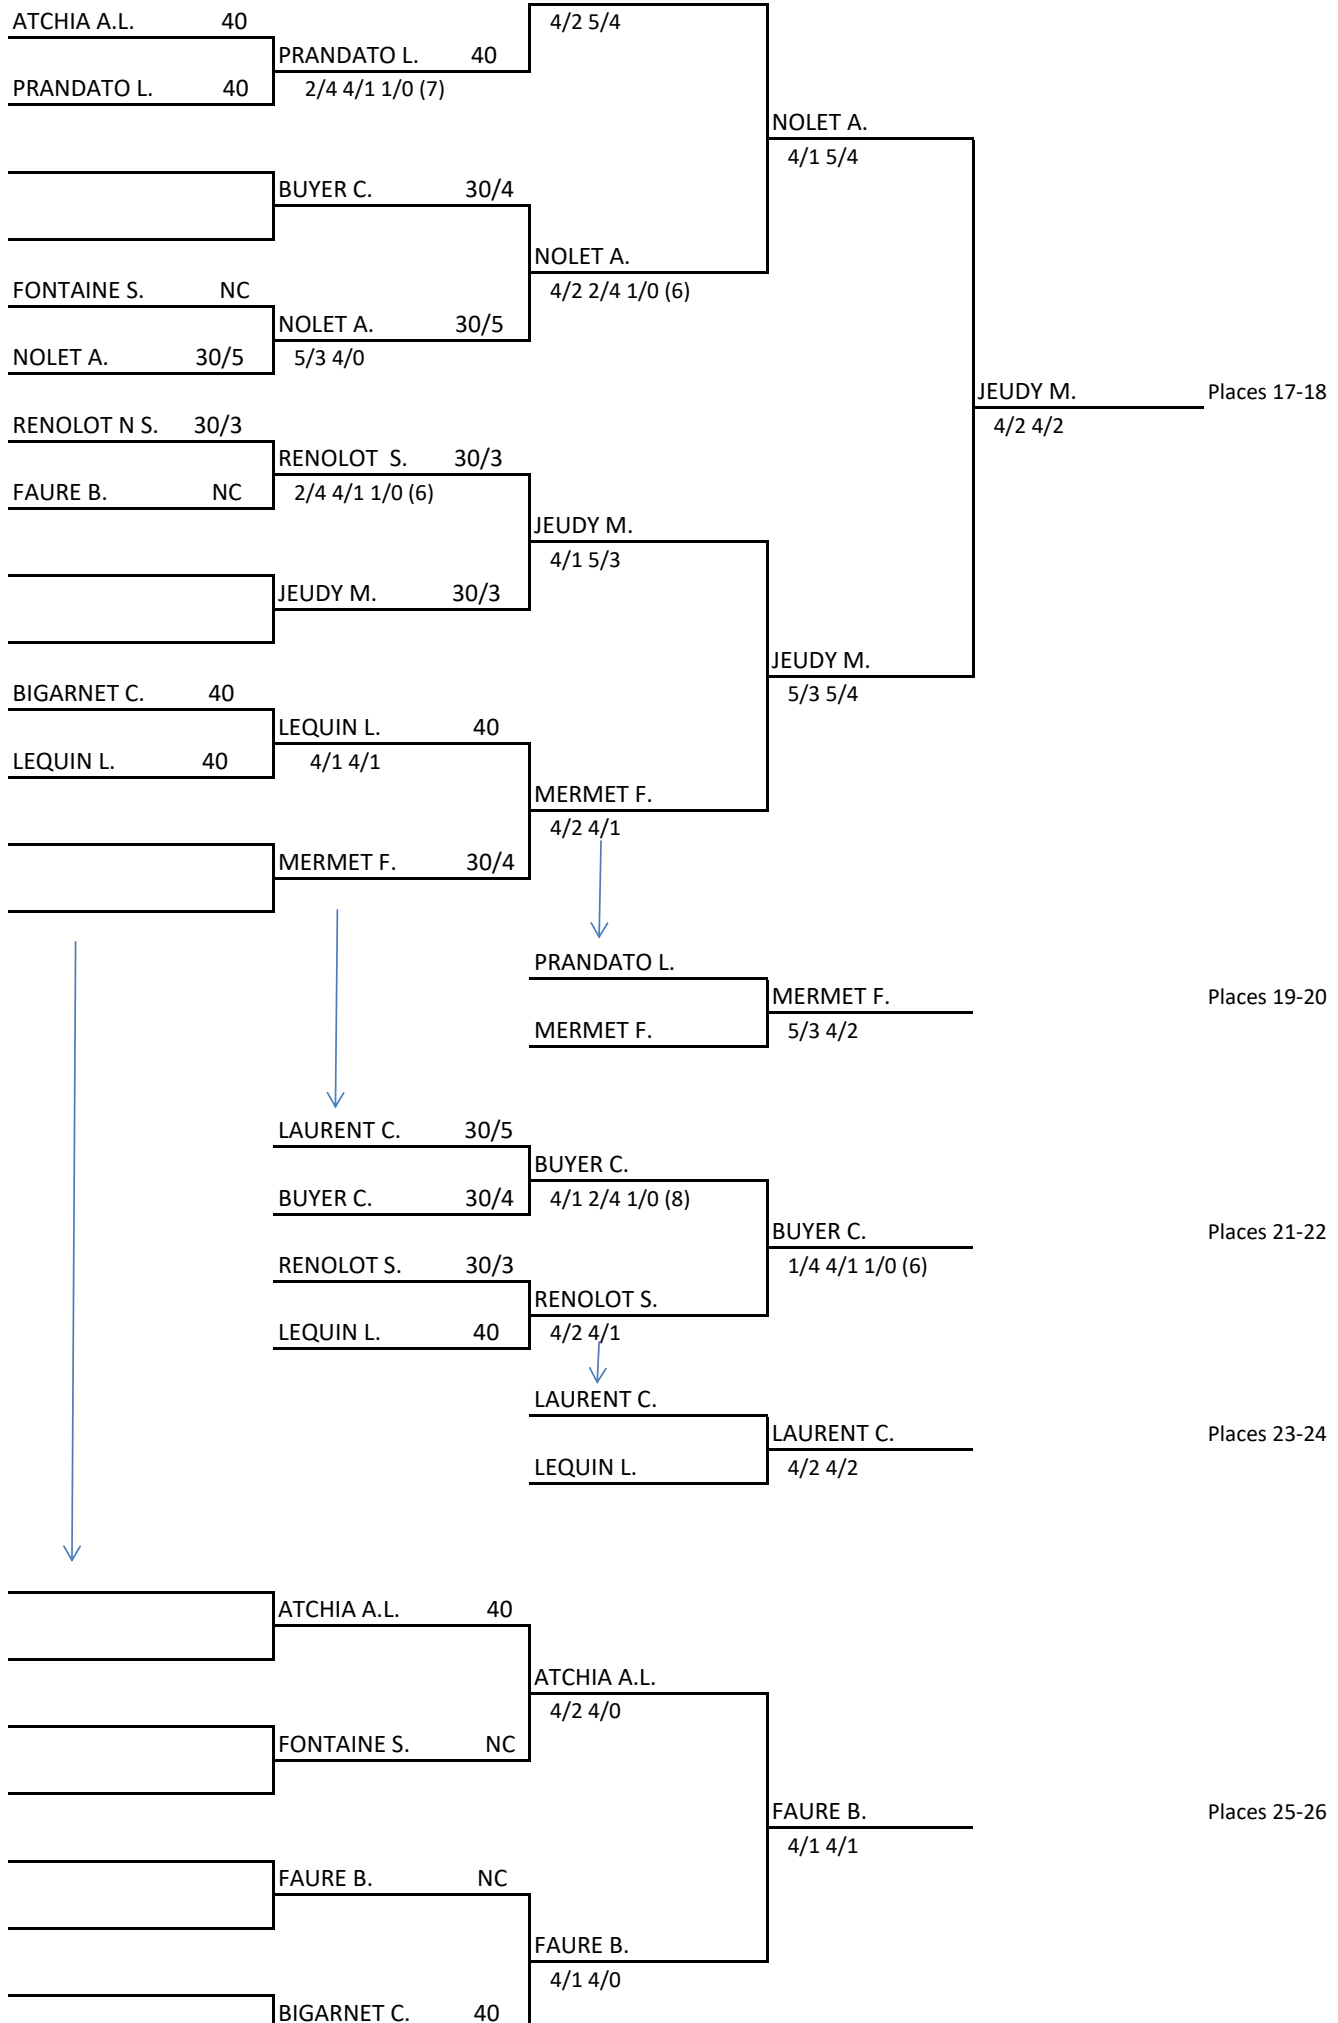 ATCHIA A.L. 40
4/2 5/4
PRANDATO L. 40
PRANDATO L. 40
2/4 4/1 1/0 (7)
NOLET A.
4/1 5/4
BUYER C. 30/4
NOLET A.
FONTAINE S. NC
4/2 2/4 1/0 (6)
NOLET A. 30/5
NOLET A. 30/5
5/3 4/0
JEUDY M. Places 17-18
RENOLOT N S. 30/3
4/2 4/2
RENOLOT S. 30/3
FAURE B. NC
2/4 4/1 1/0 (6)
JEUDY M.
4/1 5/3
JEUDY M. 30/3
JEUDY M.
BIGARNET C. 40
5/3 5/4
LEQUIN L. 40
LEQUIN L. 40
4/1 4/1
MERMET F.
4/2 4/1
MERMET F. 30/4
PRANDATO L.
MERMET F. Places 19-20
MERMET F.
5/3 4/2
LAURENT C. 30/5
BUYER C.
BUYER C. 30/4
4/1 2/4 1/0 (8)
BUYER C. Places 21-22
RENOLOT S. 30/3
1/4 4/1 1/0 (6)
RENOLOT S.
LEQUIN L. 40
4/2 4/1
LAURENT C.
LAURENT C. Places 23-24
LEQUIN L.
4/2 4/2
ATCHIA A.L. 40
ATCHIA A.L.
4/2 4/0
FONTAINE S. NC
FAURE B. Places 25-26
4/1 4/1
FAURE B. NC
FAURE B.
4/1 4/0
BIGARNET C. 40